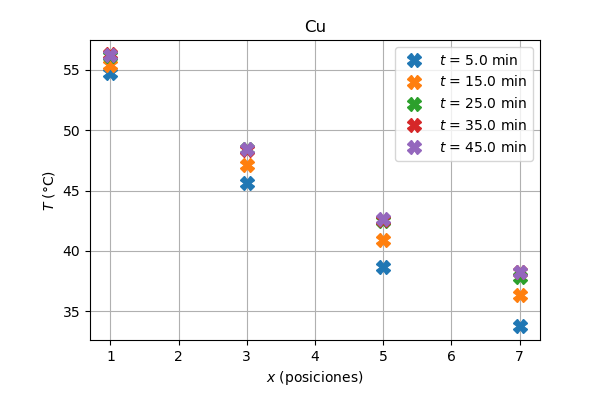 Cu
t = 5.0 min
t = 15.0 min
t = 25.0 min
t = 35.0 min
t = 45.0 min
T (°C)
55
50
45
40
35
1 2 3 4 5 6 7
x (posiciones)